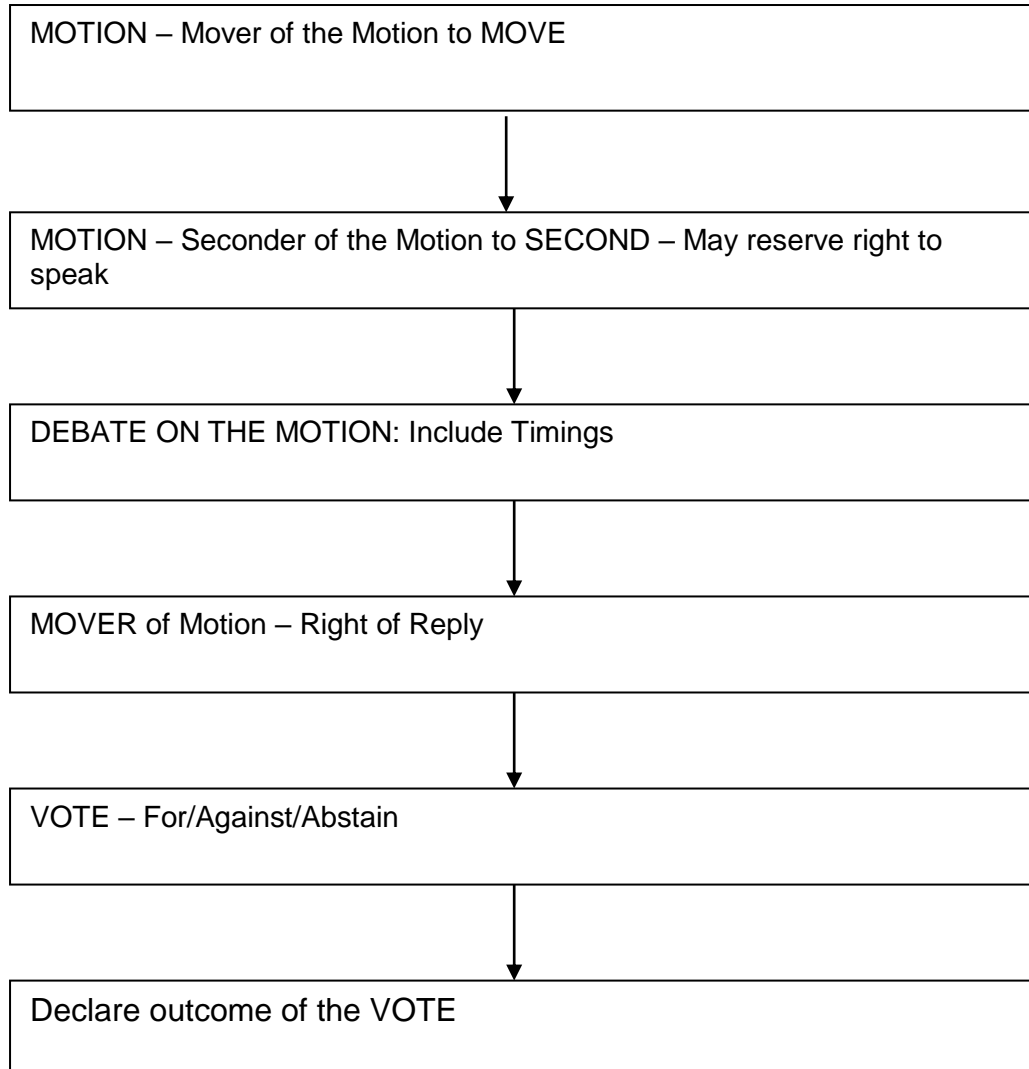 MOTION – Mover of the Motion to MOVE
MOTION – Seconder of the Motion to SECOND – May reserve right to
speak
DEBATE ON THE MOTION: Include Timings
MOVER of Motion – Right of Reply
VOTE – For/Against/Abstain
Declare outcome of the VOTE